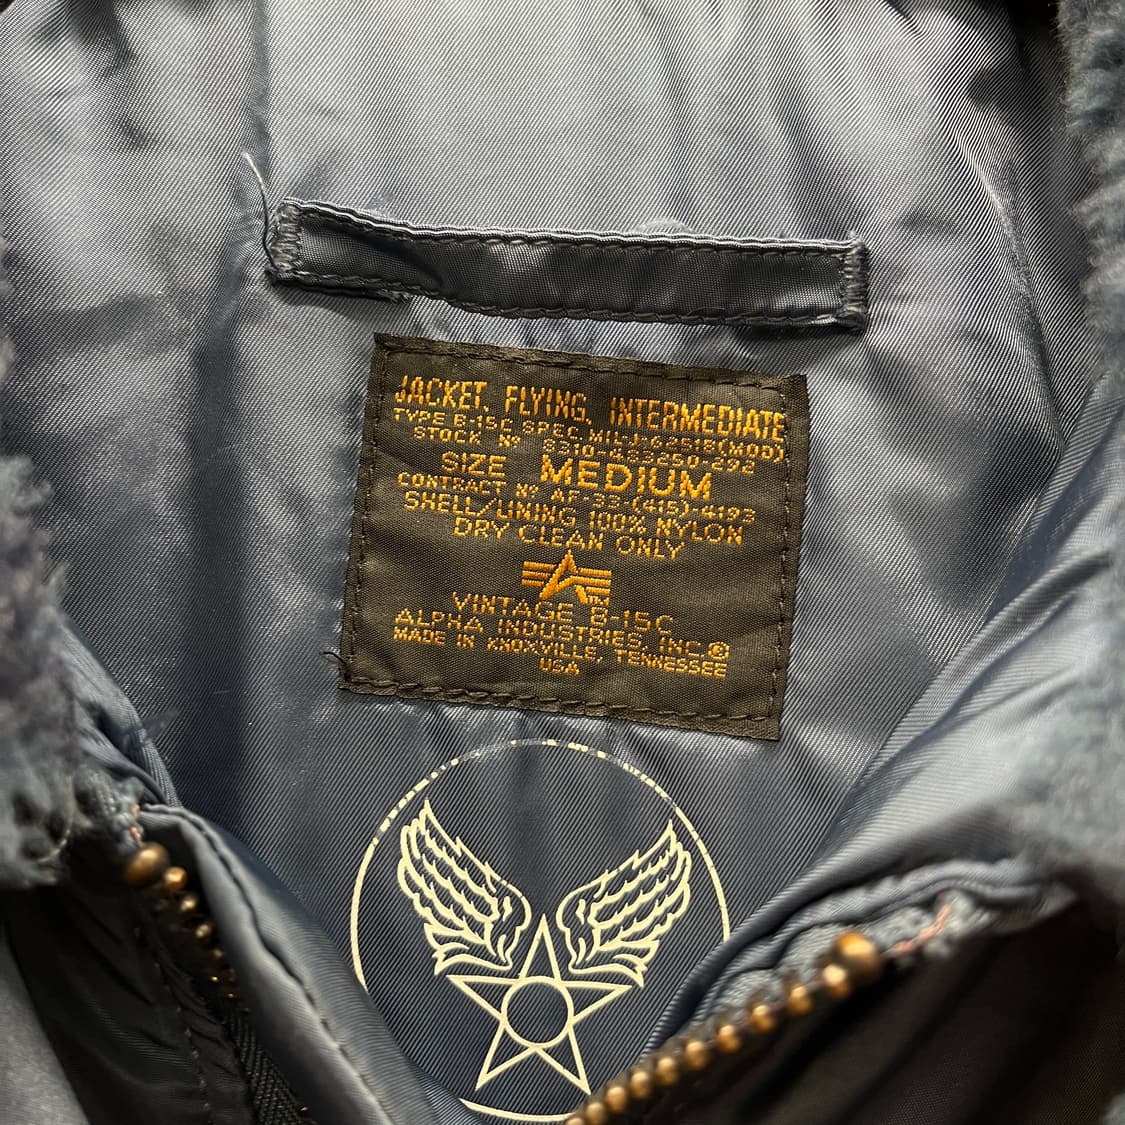 JACKET, FLYING, INTERMEDIATE
TYPE B-15C SPEC MIL-J-6251B(MOD)
STOCK Nº 8310-483250-292
SIZE MEDIUM
CONTRACT Nº AF-33-(415)-4193
SHELL/LINING 100% NYLON
DRY CLEAN ONLY
TM
VINTAGE B-15C
ALPHA INDUSTRIES, INC.®
MADE IN KNOXVILLE, TENNESSEE
USA